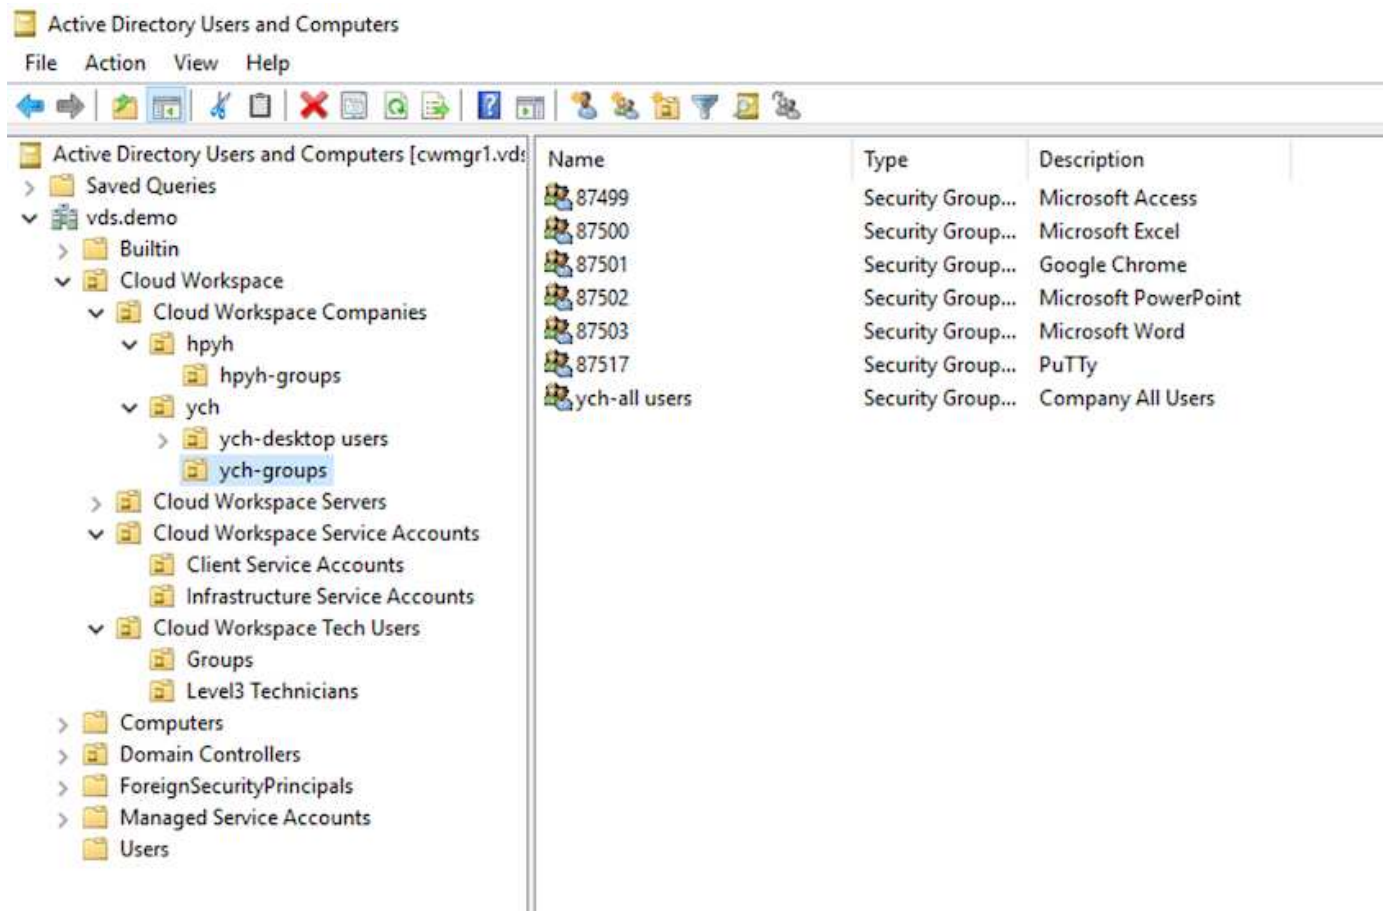 Active Directory Users and Computers
File Action View Help
Active Directory Users and Computers [cwmgr1.vds
Saved Queries
vds.demo
Builtin
Cloud Workspace
Cloud Workspace Companies
hpyh
hpyh-groups
ych
ych-desktop users
ych-groups
Cloud Workspace Servers
Cloud Workspace Service Accounts
Client Service Accounts
Infrastructure Service Accounts
Cloud Workspace Tech Users
Groups
Level3 Technicians
Computers
Domain Controllers
ForeignSecurityPrincipals
Managed Service Accounts
Users
Name Type Description
87499 Security Group... Microsoft Access
87500 Security Group... Microsoft Excel
87501 Security Group... Google Chrome
87502 Security Group... Microsoft PowerPoint
87503 Security Group... Microsoft Word
87517 Security Group... PuTTy
ych-all users Security Group... Company All Users